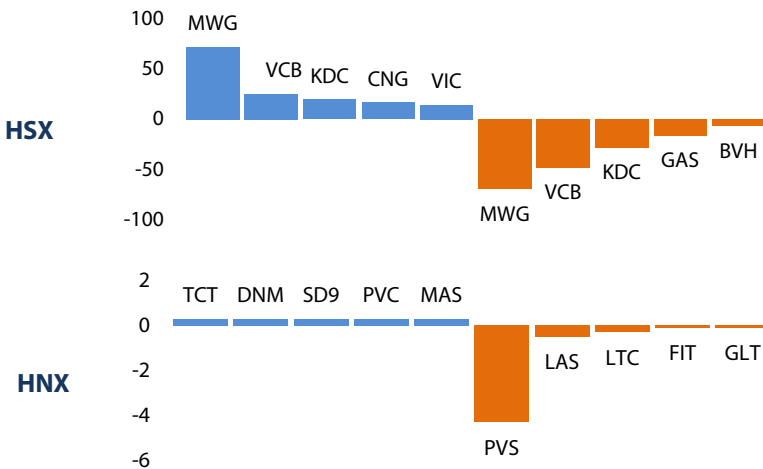 100
MWG
50
VCB KDC CNG VIC
HSX
0
-50
-100
MWG VCB KDC GAS BVH
2
TCT DNM SD9 PVC MAS
0
-2
HNX
-4
-6
PVS LAS LTC FIT GLT